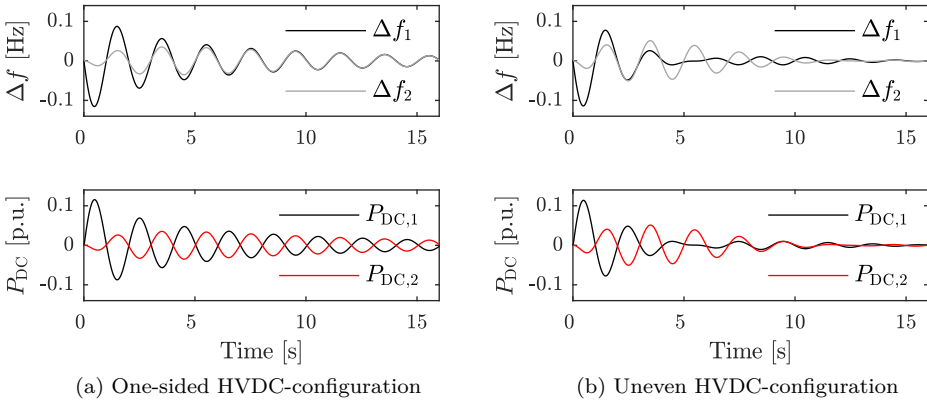 0.1
0
-0.1
Δf [Hz]
Δf₁
Δf₂
0 5 10 15
0.1
0
-0.1
Δf [Hz]
Δf₁
Δf₂
0 5 10 15
0.1
0
-0.1
P_DC [p.u.]
P_DC,1
P_DC,2
0 5 10 15
Time [s]
0.1
0
-0.1
P_DC [p.u.]
P_DC,1
P_DC,2
0 5 10 15
Time [s]
(a) One-sided HVDC-configuration
(b) Uneven HVDC-configuration